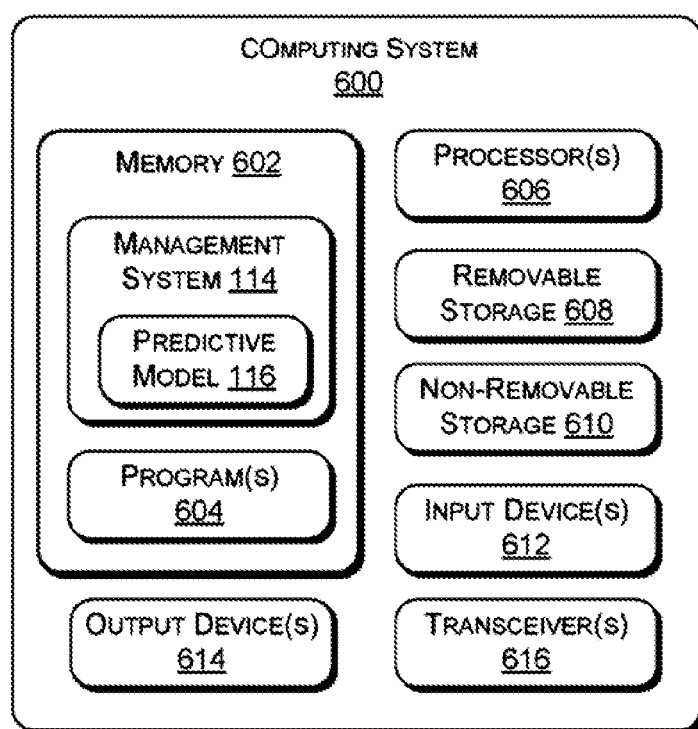 COMPUTING SYSTEM
600
MEMORY 602
MANAGEMENT
SYSTEM 114
PREDICTIVE
MODEL 116
PROGRAM(S)
604
PROCESSOR(S)
606
REMOVABLE
STORAGE 608
NON-REMOVABLE
STORAGE 610
INPUT DEVICE(S)
612
OUTPUT DEVICE(S)
614
TRANSCEIVER(S)
616